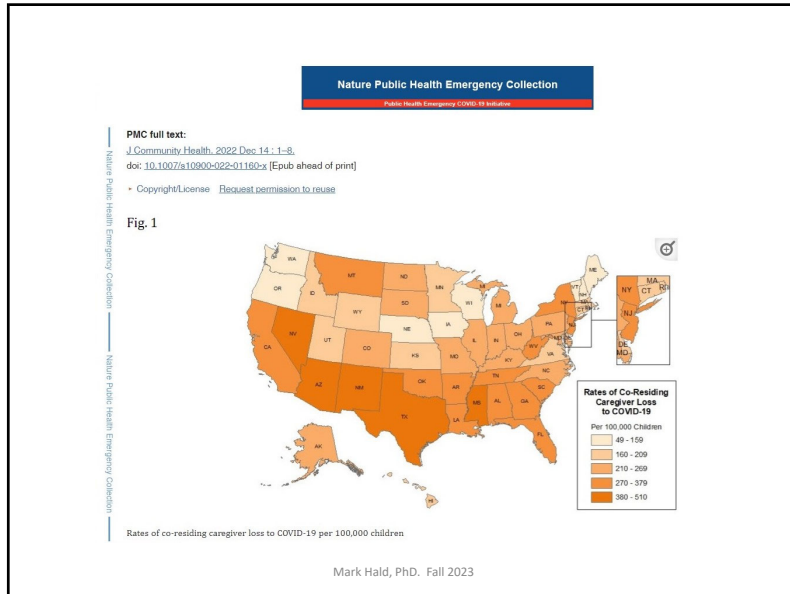 Nature Public Health Emergency Collection
Public Health Emergency COVID-19 Initiative
Nature Public Health Emergency Collection
Nature Public Health Emergency Collection
PMC full text:
J Community Health. 2022 Dec 14 : 1–8.
doi: 10.1007/s10900-022-01160-x [Epub ahead of print]
• Copyright/License Request permission to reuse
Fig. 1
WA
OR
ID
MT
ND
MN
WI
MI
MI
ME
VT
NH
NY
SD
WY
NE
IA
NV
UT
CO
KS
MO
IL
IN
OH
PA
WV
VA
KY
CA
AZ
NM
OK
AR
TN
NC
SC
TX
LA
MS
AL
GA
FL
AK
HI
CT
MD
NY
MA
CT
RI
NJ
DE
MD
Rates of Co-Residing
Caregiver Loss
to COVID-19
Per 100,000 Children
49 - 159
160 - 209
210 - 269
270 - 379
380 - 510
Rates of co-residing caregiver loss to COVID-19 per 100,000 children
Mark Hald, PhD. Fall 2023